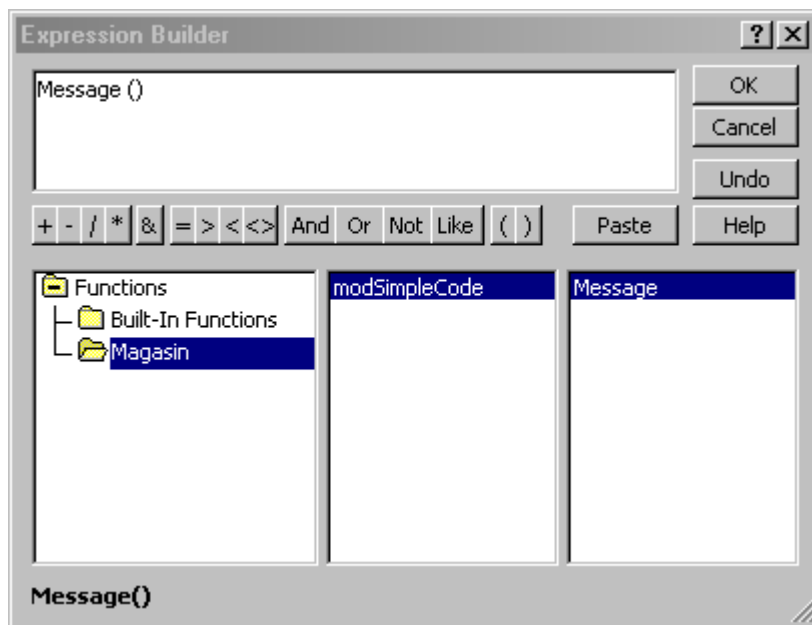 Expression Builder
? X
Message ()
OK
Cancel
Undo
+ - / * & = > < <> And Or Not Like ( ) Paste Help
Functions
Built-In Functions
Magasin
modSimpleCode
Message
Message()